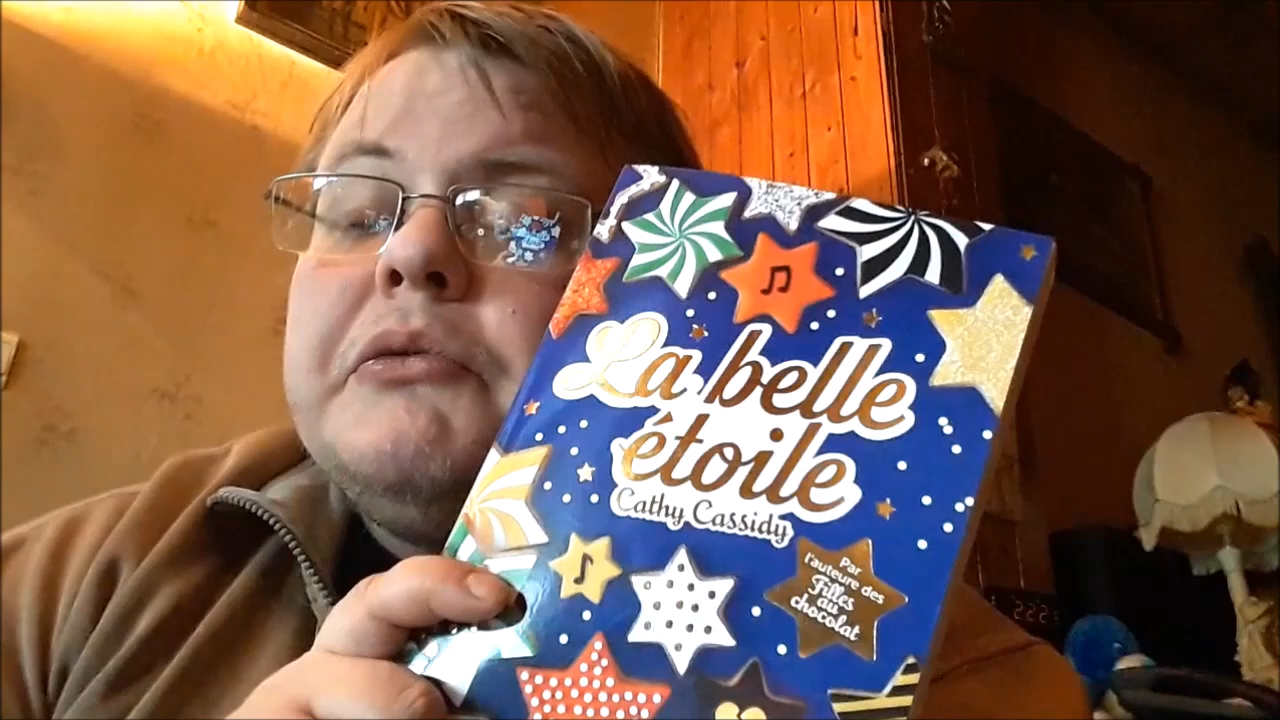 La belle
étoile
Cathy Cassidy
Par
l'auteure des
Filles
au
chocolat